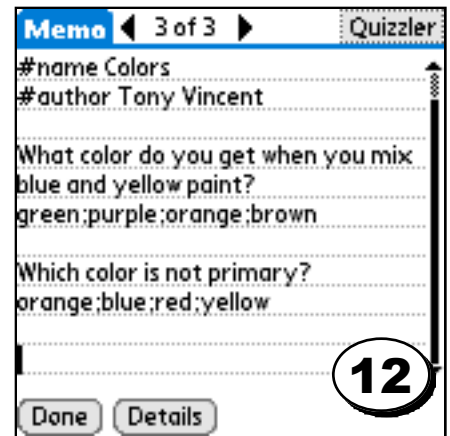 Memo 3 of 3 Quizzler
#name Colors
#author Tony Vincent
What color do you get when you mix
blue and yellow paint?
green;purple;orange;brown
Which color is not primary?
orange;blue;red;yellow
12
Done Details